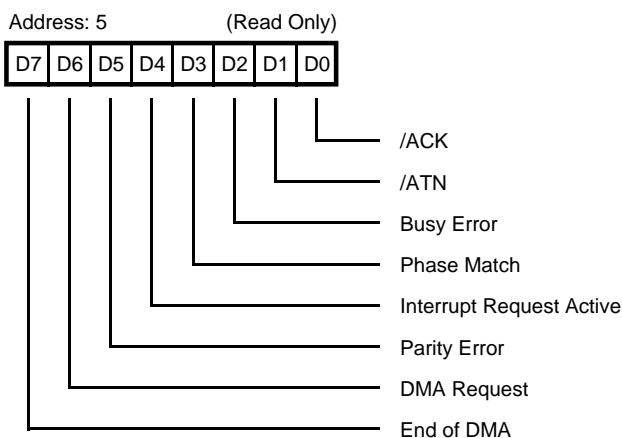 Address: 5 (Read Only)
D7 D6 D5 D4 D3 D2 D1 D0
/ACK
/ATN
Busy Error
Phase Match
Interrupt Request Active
Parity Error
DMA Request
End of DMA